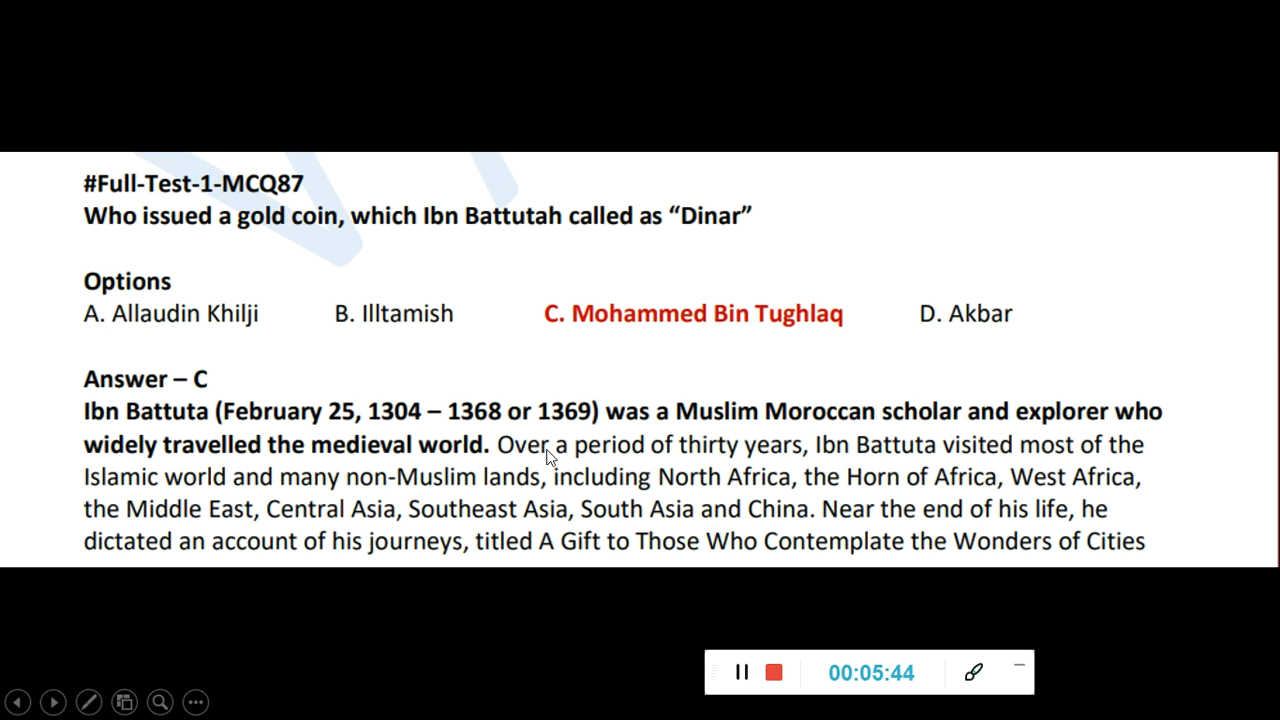 #Full-Test-1-MCQ87
Who issued a gold coin, which Ibn Battutah called as “Dinar”
Options
A. Allaudin Khilji B. Illtamish C. Mohammed Bin Tughlaq D. Akbar
Answer – C
Ibn Battuta (February 25, 1304 – 1368 or 1369) was a Muslim Moroccan scholar and explorer who
widely travelled the medieval world. Over a period of thirty years, Ibn Battuta visited most of the
Islamic world and many non-Muslim lands, including North Africa, the Horn of Africa, West Africa,
the Middle East, Central Asia, Southeast Asia, South Asia and China. Near the end of his life, he
dictated an account of his journeys, titled A Gift to Those Who Contemplate the Wonders of Cities
00:05:44